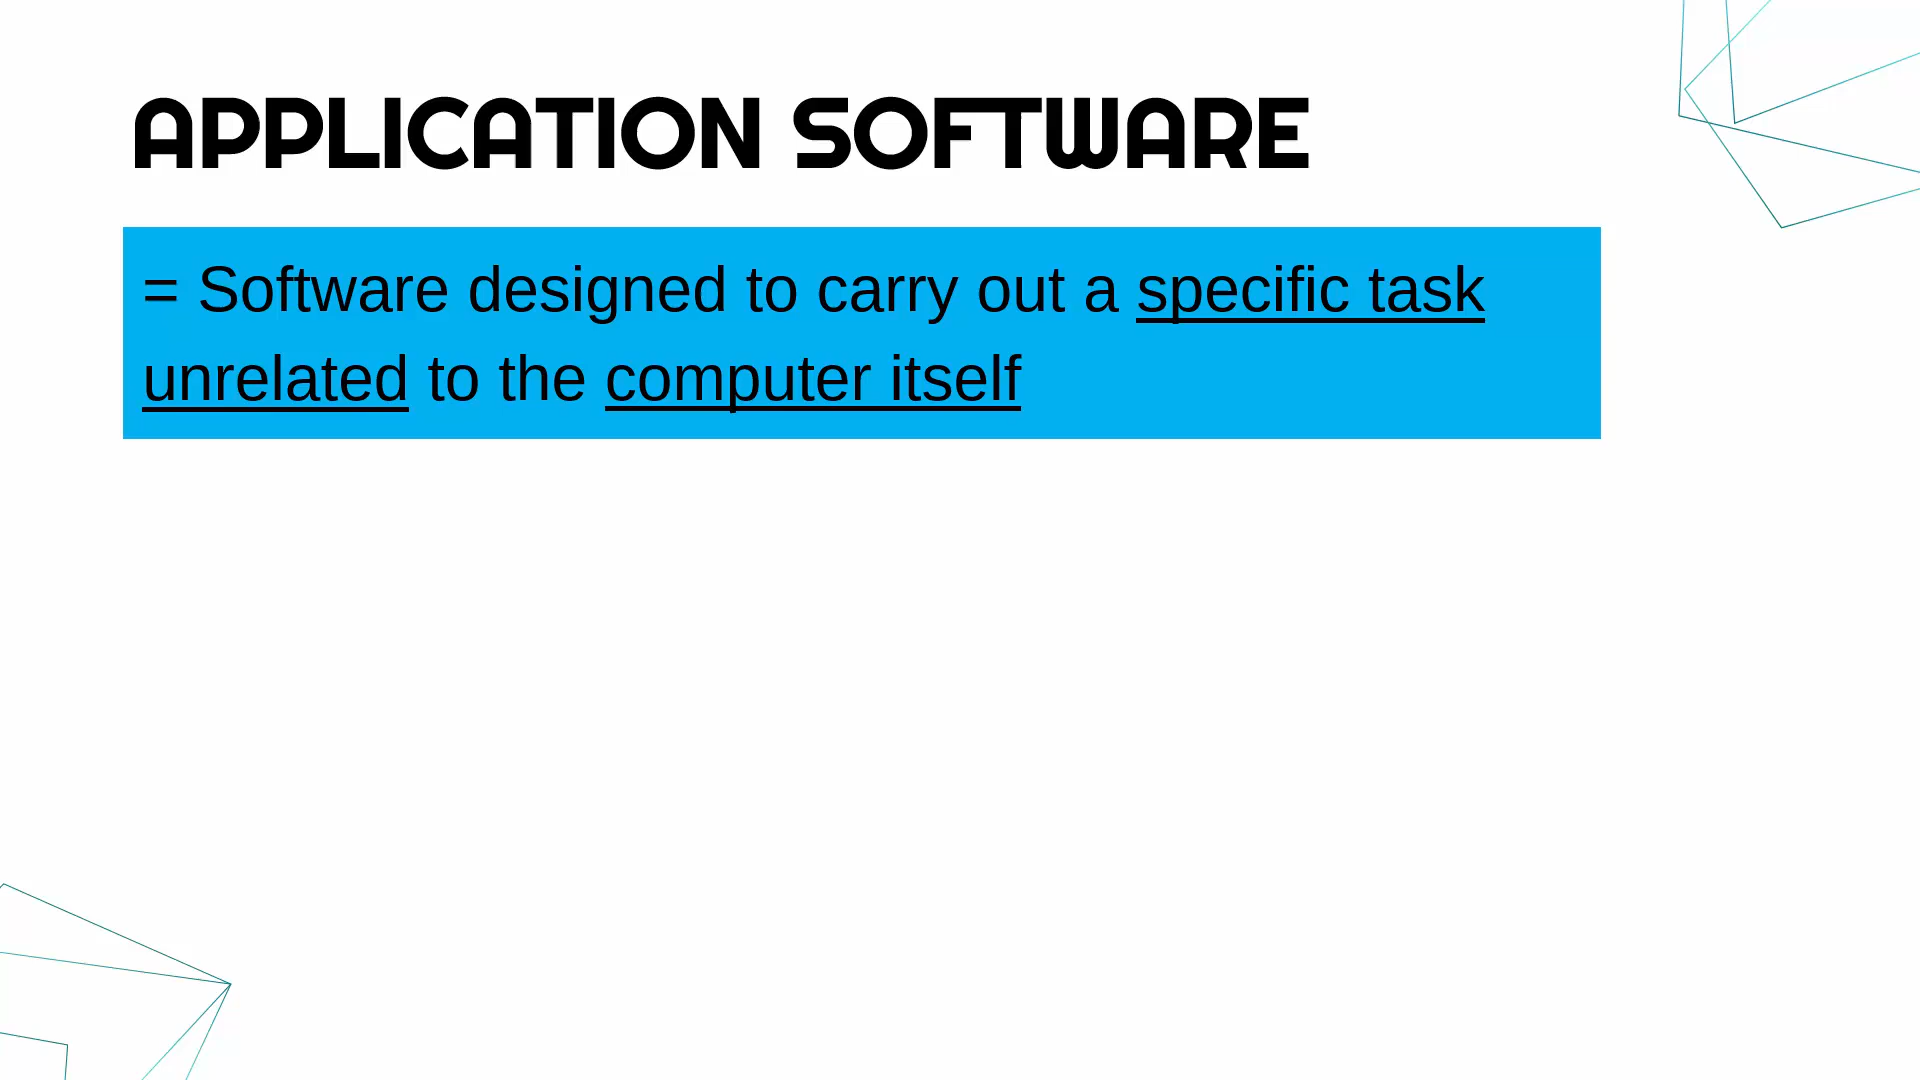 APPLICATION SOFTWARE
= Software designed to carry out a specific task
unrelated to the computer itself